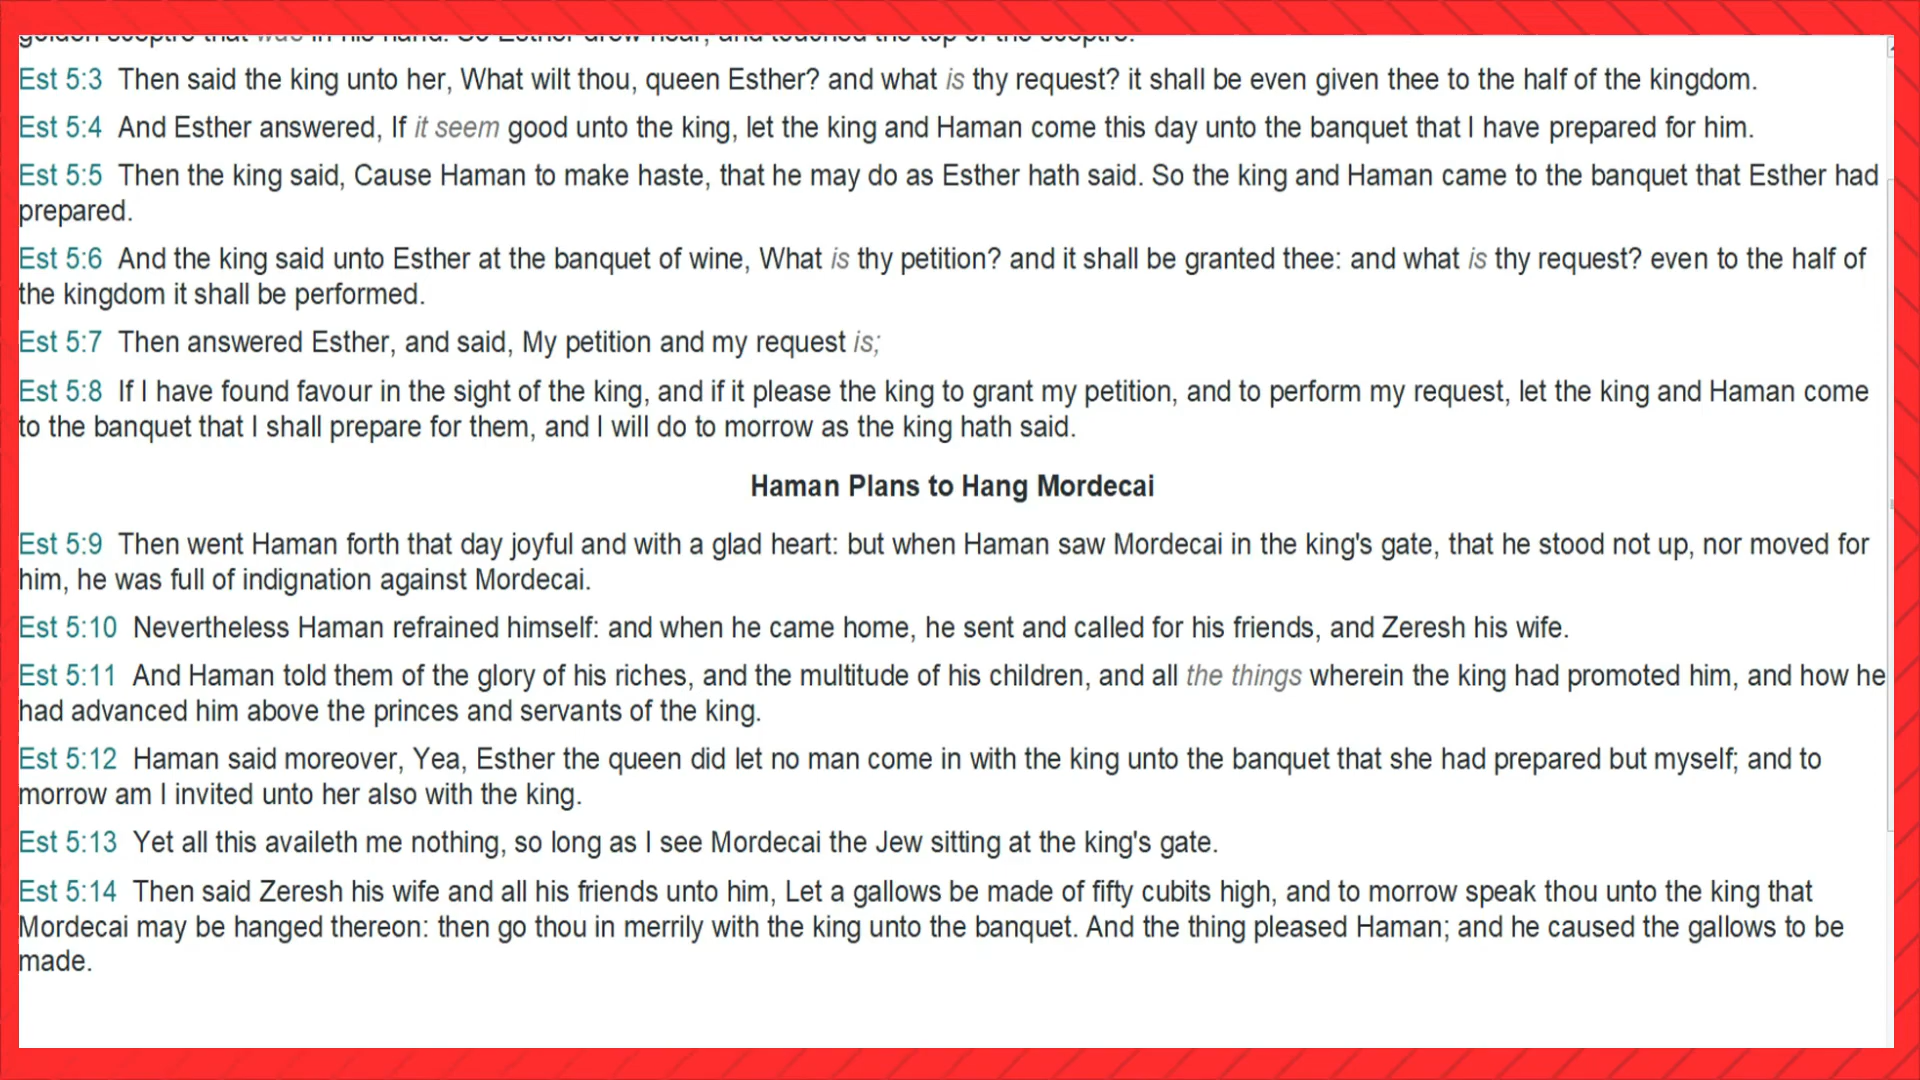 golden sceptre that was in his hand. So Esther drew near, and touched the top of the sceptre.
Est 5:3 Then said the king unto her, What wilt thou, queen Esther? and what is thy request? it shall be even given thee to the half of the kingdom.
Est 5:4 And Esther answered, If it seem good unto the king, let the king and Haman come this day unto the banquet that I have prepared for him.
Est 5:5 Then the king said, Cause Haman to make haste, that he may do as Esther hath said. So the king and Haman came to the banquet that Esther had
prepared.
Est 5:6 And the king said unto Esther at the banquet of wine, What is thy petition? and it shall be granted thee: and what is thy request? even to the half of
the kingdom it shall be performed.
Est 5:7 Then answered Esther, and said, My petition and my request is;
Est 5:8 If I have found favour in the sight of the king, and if it please the king to grant my petition, and to perform my request, let the king and Haman come
to the banquet that I shall prepare for them, and I will do to morrow as the king hath said.
Haman Plans to Hang Mordecai
Est 5:9 Then went Haman forth that day joyful and with a glad heart: but when Haman saw Mordecai in the king's gate, that he stood not up, nor moved for
him, he was full of indignation against Mordecai.
Est 5:10 Nevertheless Haman refrained himself: and when he came home, he sent and called for his friends, and Zeresh his wife.
Est 5:11 And Haman told them of the glory of his riches, and the multitude of his children, and all the things wherein the king had promoted him, and how he
had advanced him above the princes and servants of the king.
Est 5:12 Haman said moreover, Yea, Esther the queen did let no man come in with the king unto the banquet that she had prepared but myself; and to
morrow am I invited unto her also with the king.
Est 5:13 Yet all this availeth me nothing, so long as I see Mordecai the Jew sitting at the king's gate.
Est 5:14 Then said Zeresh his wife and all his friends unto him, Let a gallows be made of fifty cubits high, and to morrow speak thou unto the king that
Mordecai may be hanged thereon: then go thou in merrily with the king unto the banquet. And the thing pleased Haman; and he caused the gallows to be
made.